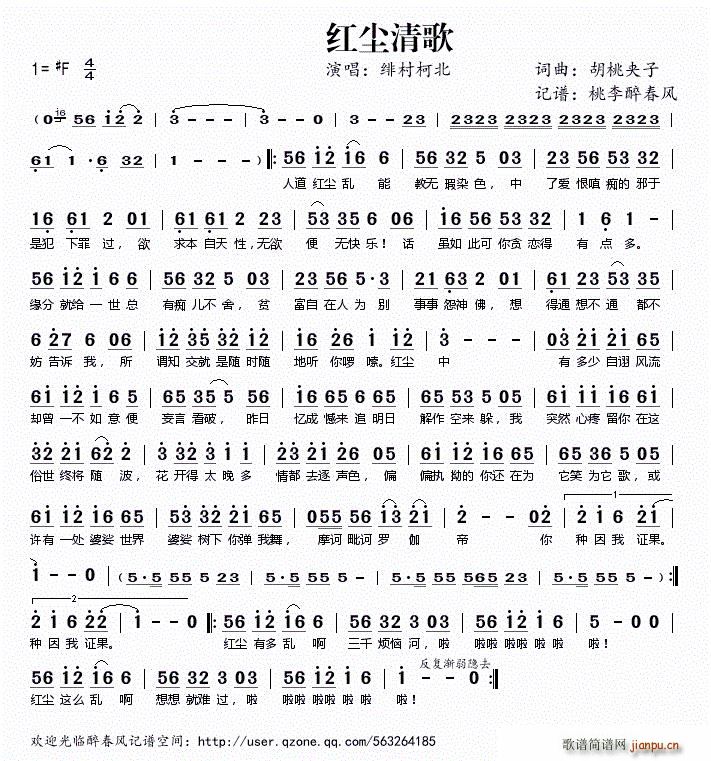 红尘清歌
1=♯F 4/4 演唱：绯村柯北 词曲：胡桃夹子
记谱：桃李醉春风
(0 i6 56 i2 2 | 3 - - - | 3 - - 0 | 3 - - 23 | 2323 2323 2323 2323 |
61 1 · 6 32 | 1 - - - ) |: 56 i2 i6 6 | 56 32 5 03 | 23 56 53 32 |
人道 红尘 乱 能 教无 瑕染 色，中 了爱 恨嗔 痴的 邪于
16 61 2 01 | 61 61 2 23 | 53 35 6 06 | i6 56 53 32 | 1 6 1 - |
是犯 下罪 过，欲 求本 自天 性，无欲 便 无快 乐！话 虽如 此可 你贪 恋得 有 点 多。
56 i2 i6 6 | 56 32 5 03 | 23 56 5·3 | 21 63 2 03 | 21 23 53 35 |
缘分 就给 一 世 总 有痴 儿不 舍，贫 富自 在人 为 别 事事 怨神 佛，想 得通 想不 通 都不
6 27 6 06 | i2 35 32 35 | i6 26 1 i2 | 3 - - - | 03 2i 2i 65 |
妨 告诉 我，所 谓知 交就 是随 时随 地听 你啰 嗦。红尘 中 有 多少 自诩 风流
6i i2 i6 5 | 65 35 5 56 | 65 35 65 35 | 65 53 5 05 | i6 i6 i6 6i |
却曾 一不 如意 便 妄言 看破，昨日 忆成 憾来 追 明日 解作 空来 躲，我 突然 心疼 留你 在这
32 2i 62 2 | 32 32 3 i i | 03 2i 26 05 | 6i i6 i6 i6 | 05 35 65 05 |
俗世 终将 随 波，花 开得 太 晚 多 情都 去逐 声色，偏 偏执 拗的 你还 在为 它笑 为它 歌，或
6i i2 i6 65 | 53 32 2i 65 | 055 56 i3 2i | 2 - - 02 | 2 i 6 2i |
许有 一处 婆娑 世界 婆娑 树下 你弹 我舞， 摩诃 毗诃 罗 伽 帝 你 种 因 我 证果。
i - - 0 | (5·5 55 5 23 | 5·5 55 2 - | 5·5 55 565 23 | 5·5 55 55 55 ) :|
2 i 6 22 | 1 - - 0 |: 56 i2 i6 6 | 56 32 3 02 | 56 i2 i6 6 | 5 - 0 0 |
种 因 我 证果。 红尘 有多 乱 啊 三千 烦恼 河，啦 啦啦 啦啦 啦啦 啦 啦！
反复渐弱隐去
56 i2 i6 6 | 56 32 3 02 | 56 i2 i6 6 | i - - 0 :|
红尘 这么 乱 啊 想想 就难 过，啦 啦啦 啦啦 啦啦 啦 啦！
欢迎光临醉春风记谱空间：http://user.qzone.qq.com/563264185
歌谱简谱网 jianpu.cn